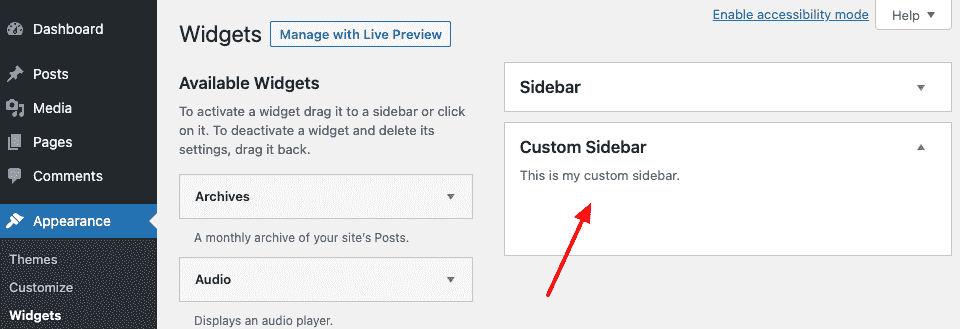 Dashboard
Posts
Media
Pages
Comments
Appearance
Themes
Customize
Widgets
Enable accessibility mode
Help
Widgets
Manage with Live Preview
Available Widgets
To activate a widget drag it to a sidebar or click
on it. To deactivate a widget and delete its
settings, drag it back.
Archives
A monthly archive of your site's Posts.
Audio
Displays an audio player.
Sidebar
Custom Sidebar
This is my custom sidebar.